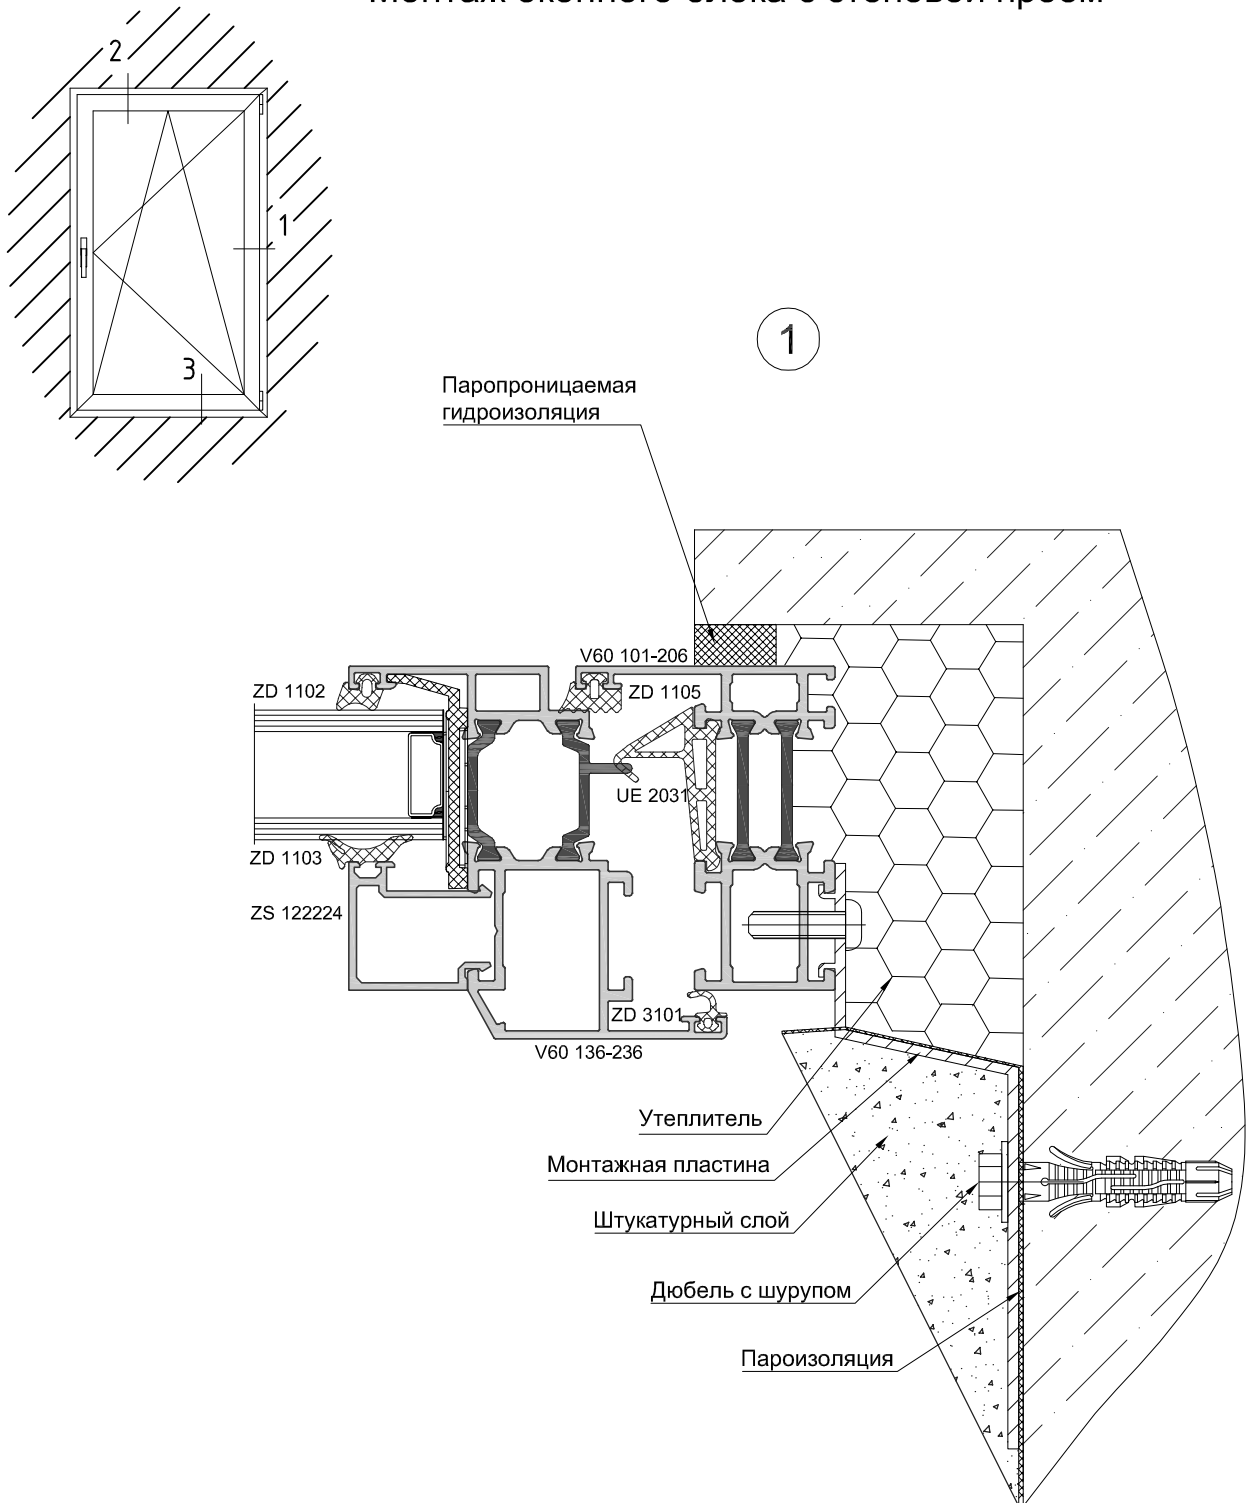 2
1
3
1
Паропроницаемая
гидроизоляция
V60 101-206
ZD 1102
ZD 1105
UE 2031
ZD 1103
ZS 122224
ZD 3101
V60 136-236
Утеплитель
Монтажная пластина
Штукатурный слой
Дюбель с шурупом
Пароизоляция